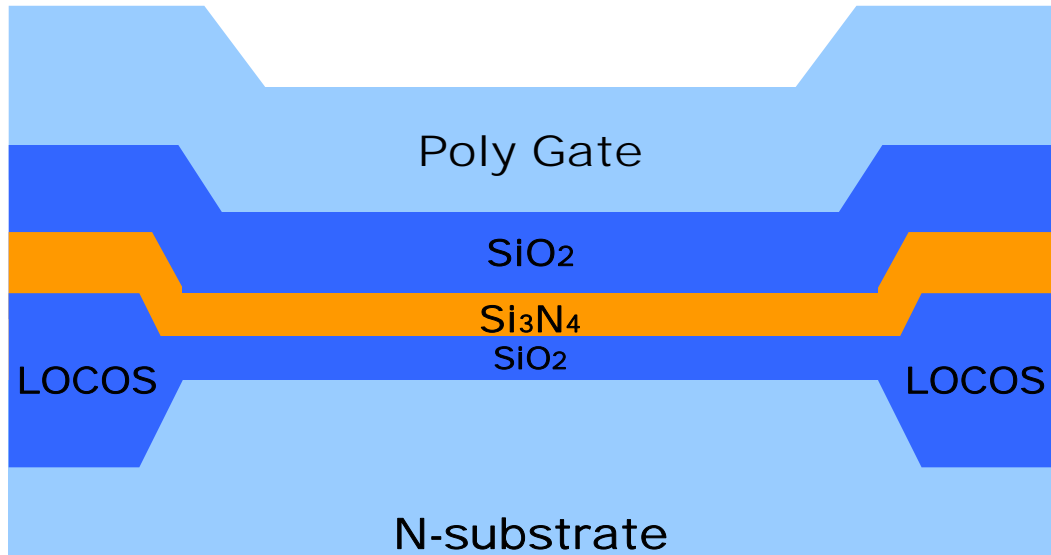 Poly Gate
SiO2
Si3N4
SiO2
LOCOS
LOCOS
N-substrate